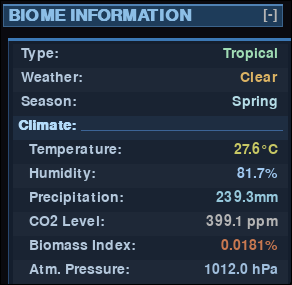 BIOME INFORMATION [-]
Type: Tropical
Weather: Clear
Season: Spring
Climate:
Temperature: 27.6°C
Humidity: 81.7%
Precipitation: 239.3mm
CO2 Level: 399.1 ppm
Biomass Index: 0.0181%
Atm. Pressure: 1012.0 hPa